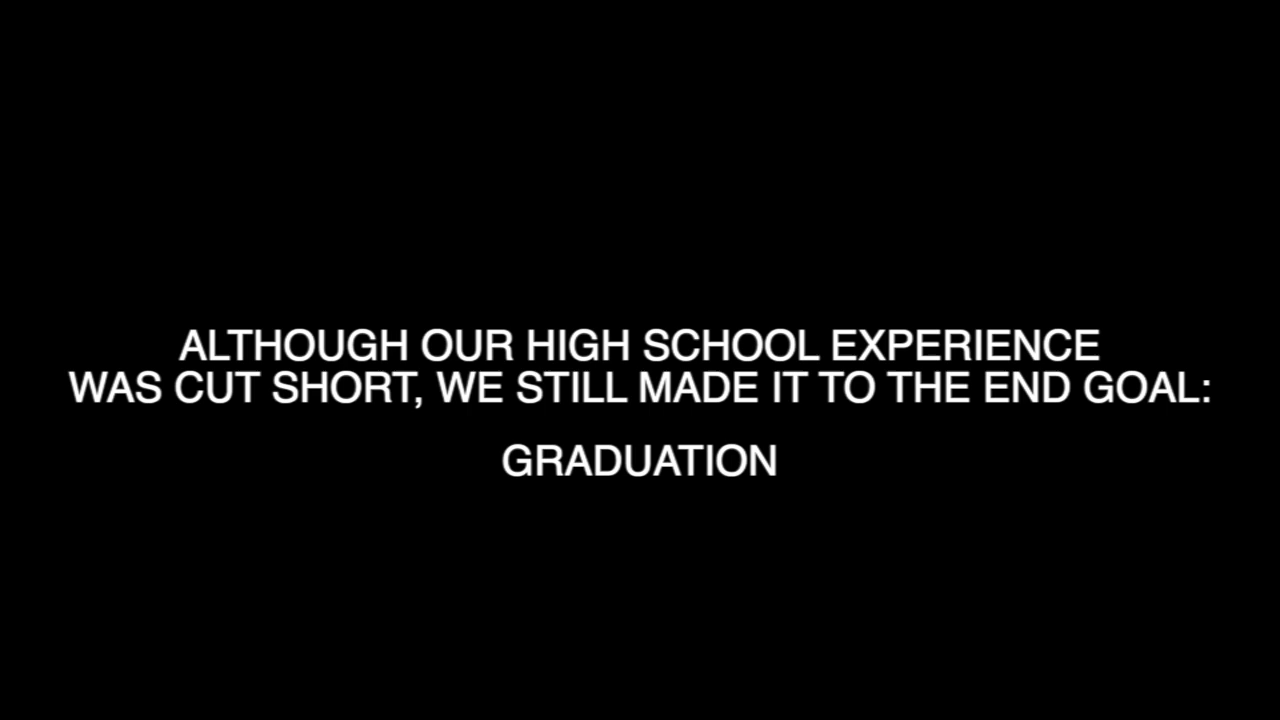 ALTHOUGH OUR HIGH SCHOOL EXPERIENCE
WAS CUT SHORT, WE STILL MADE IT TO THE END GOAL:
GRADUATION